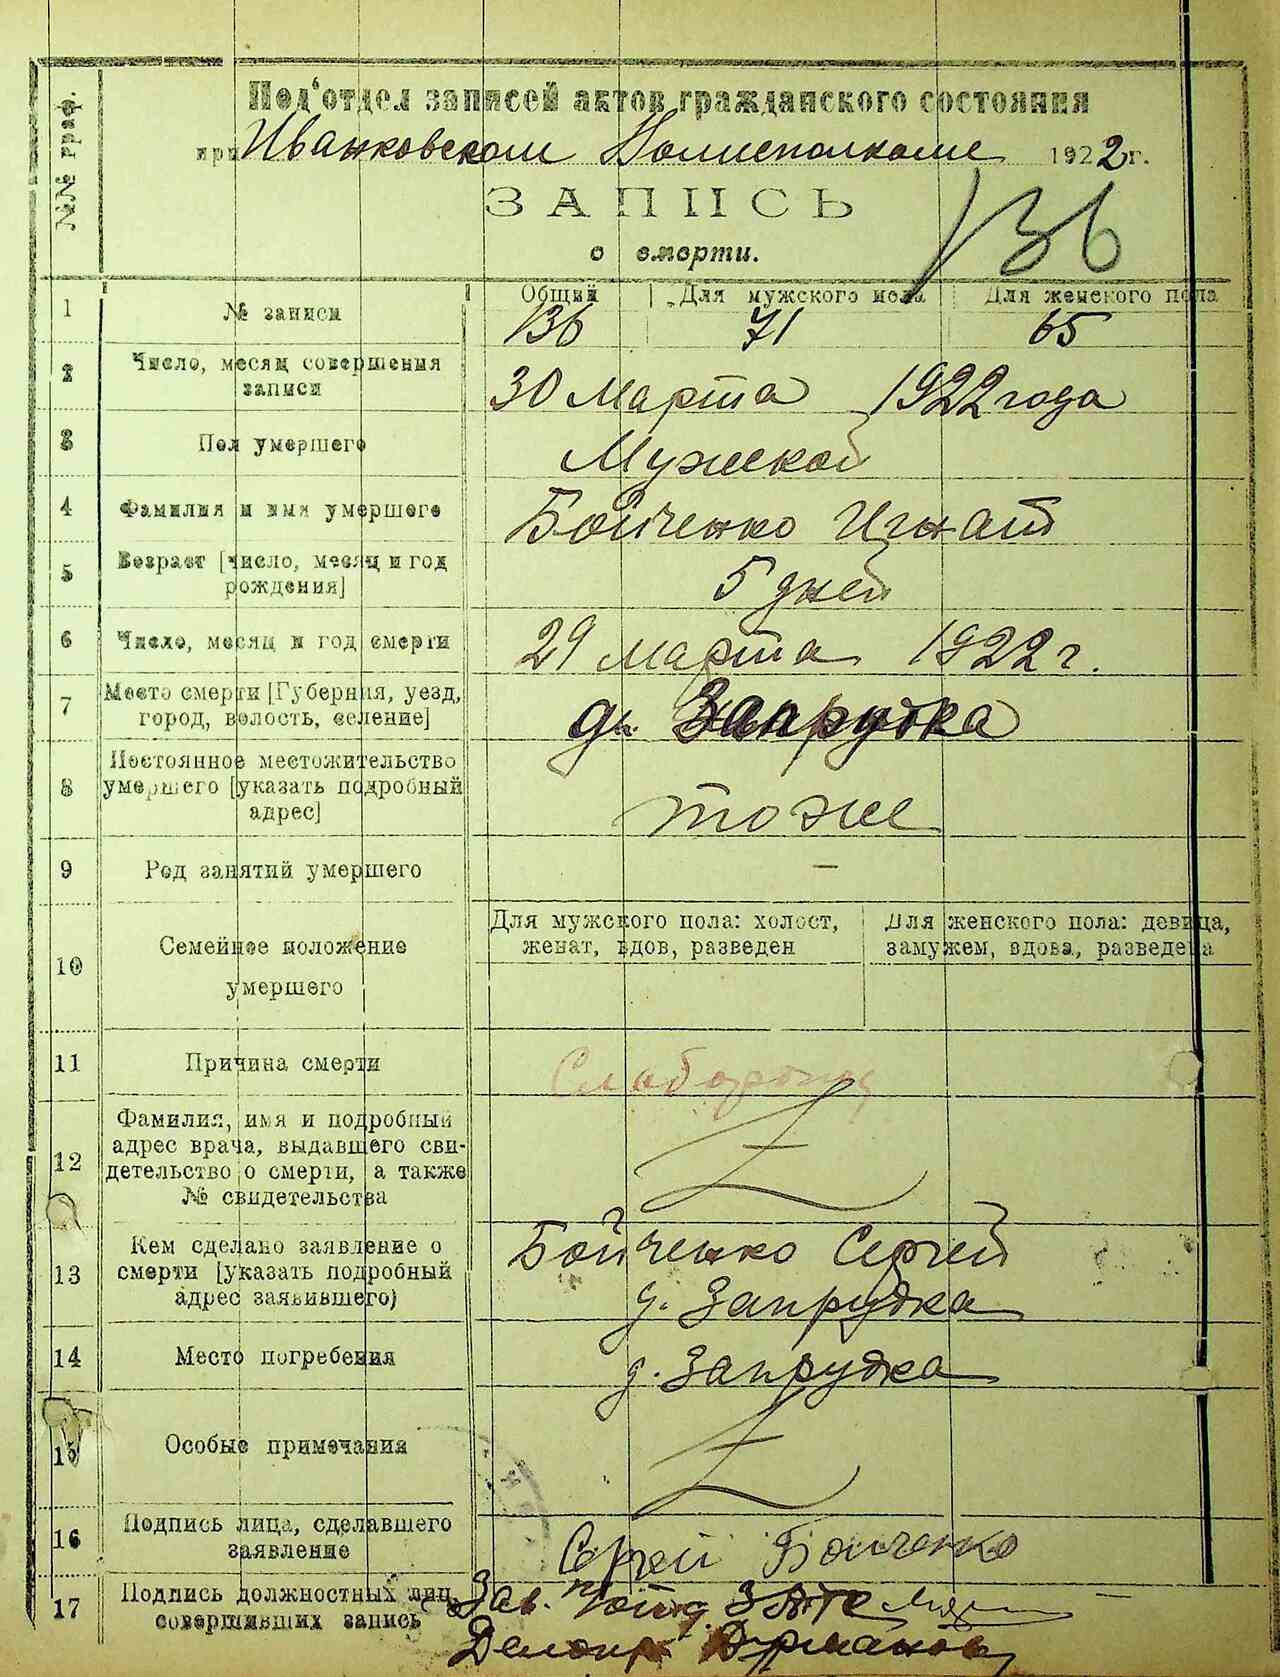 №№ граф.
Под'отдел записей актов гражданского состояния
при Иванковском Волисполкоме 1922 г.
ЗАПИСЬ
о смерти.
136
Общий Для мужского пола Для женского пола
1 № записи 136 71 65
2 Число, месяц совершения записи 30 Марта 1922 года
3 Пол умершего Мужской
4 Фамилия и имя умершего Бойченко Игнат
5 Возраст [число, месяц и год рождения] 5 дней
6 Число, месяц и год смерти 29 марта 1922 г.
7 Место смерти [Губерния, уезд, город, волость, селение] д. Запрудка
8 Постоянное местожительство умершего [указать подробный адрес] тоже
9 Род занятий умершего —
10 Семейное положение умершего
Для мужского пола: холост, женат, вдов, разведен
Для женского пола: девица, замужем, вдова, разведена
11 Причина смерти
12 Фамилия, имя и подробный адрес врача, выдавшего свидетельство о смерти, а также № свидетельства
13 Кем сделано заявление о смерти [указать подробный адрес заявившего) Бойченко Сергей
д. Запрудка
14 Место погребения д. Запрудка
15 Особые примечания
16 Подпись лица, сделавшего заявление Сергей Бойченко
17 Подпись должностных лиц, совершивших запись Зав.